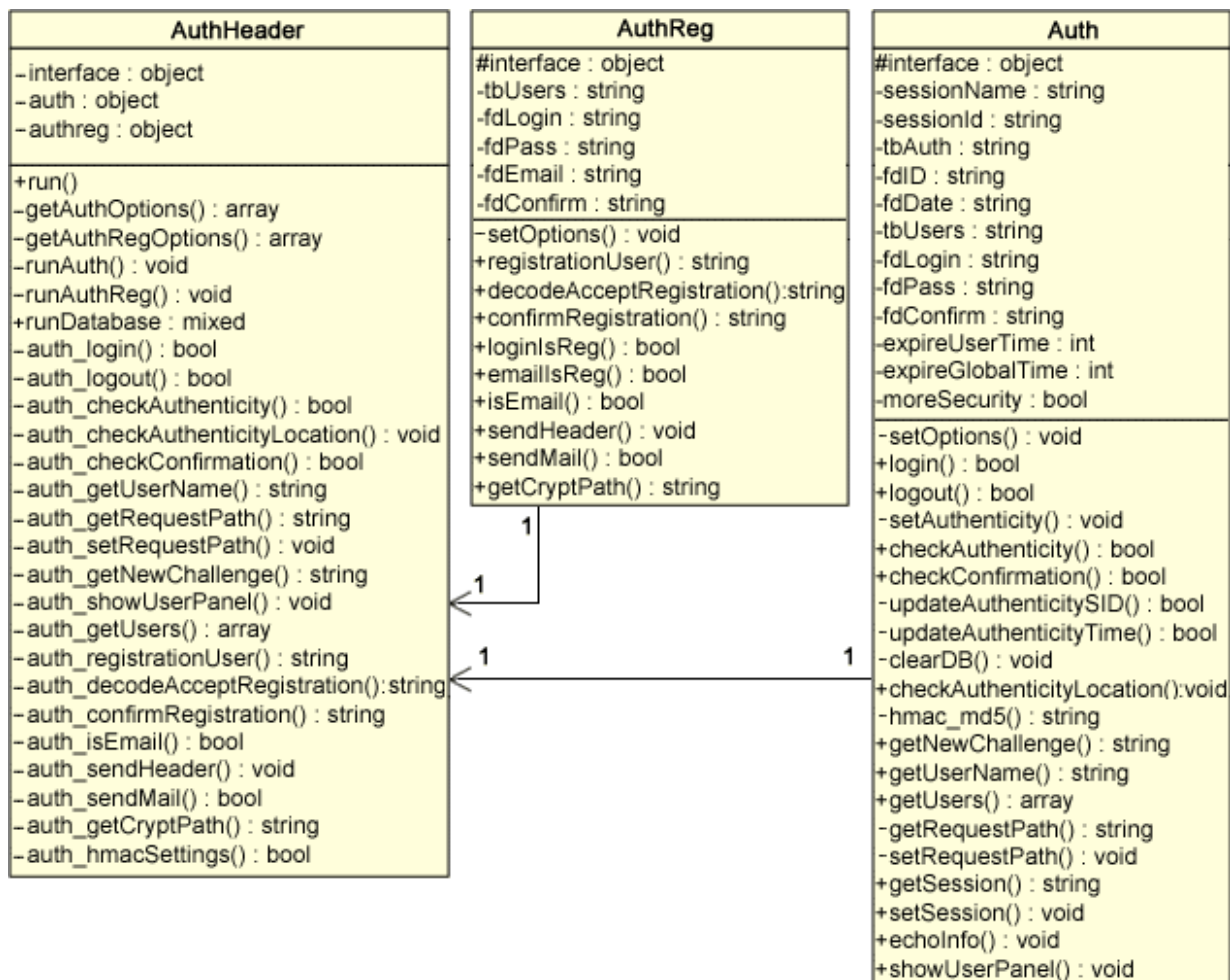 AuthHeader
-interface : object
-auth : object
-authreg : object
+run()
-getAuthOptions() : array
-getAuthRegOptions() : array
-runAuth() : void
-runAuthReg() : void
+runDatabase : mixed
-auth_login() : bool
-auth_logout() : bool
-auth_checkAuthenticity() : bool
-auth_checkAuthenticityLocation() : void
-auth_checkConfirmation() : bool
-auth_getUserName() : string
-auth_getRequestPath() : string
-auth_setRequestPath() : void
-auth_getNewChallenge() : string
-auth_showUserPanel() : void
-auth_getUsers() : array
-auth_registrationUser() : string
-auth_decodeAcceptRegistration():string
-auth_confirmRegistration() : string
-auth_isEmail() : bool
-auth_sendHeader() : void
-auth_sendMail() : bool
-auth_getCryptPath() : string
-auth_hmacSettings() : bool
AuthReg
#interface : object
-tbUsers : string
-fdLogin : string
-fdPass : string
-fdEmail : string
-fdConfirm : string
-setOptions() : void
+registrationUser() : string
+decodeAcceptRegistration():string
+confirmRegistration() : string
+loginIsReg() : bool
+emailIsReg() : bool
+isEmail() : bool
+sendHeader() : void
+sendMail() : bool
+getCryptPath() : string
1
1
1
1
Auth
#interface : object
-sessionName : string
-sessionId : string
-tbAuth : string
-fdID : string
-fdDate : string
-tbUsers : string
-fdLogin : string
-fdPass : string
-fdConfirm : string
-expireUserTime : int
-expireGlobalTime : int
-moreSecurity : bool
-setOptions() : void
+login() : bool
+logout() : bool
-setAuthenticity() : void
+checkAuthenticity() : bool
+checkConfirmation() : bool
-updateAuthenticitySID() : bool
-updateAuthenticityTime() : bool
-clearDB() : void
+checkAuthenticityLocation():void
-hmac_md5() : string
+getNewChallenge() : string
+getUserName() : string
+getUsers() : array
-getRequestPath() : string
-setRequestPath() : void
+getSession() : string
+setSession() : void
+echoInfo() : void
+showUserPanel() : void